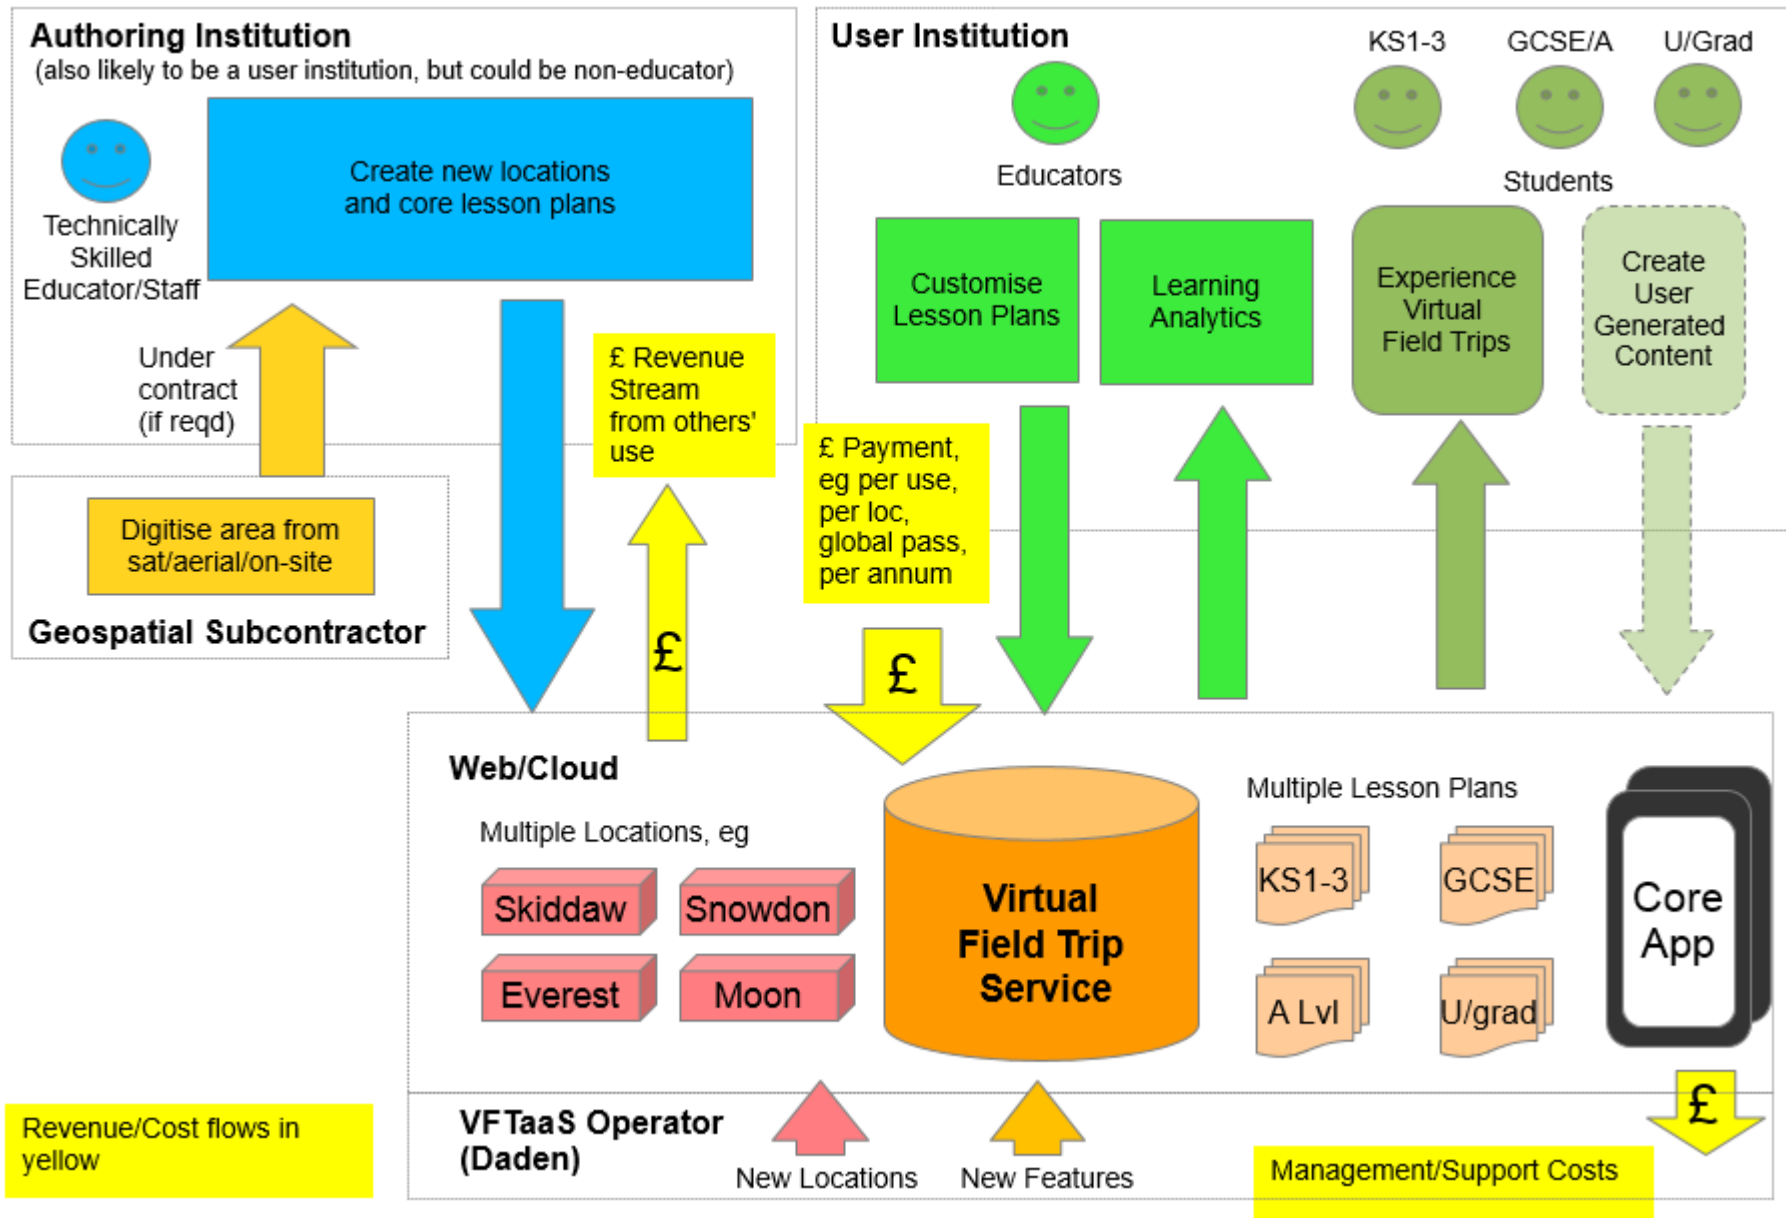 Authoring Institution
(also likely to be a user institution, but could be non-educator)
Technically
Skilled
Educator/Staff
Create new locations
and core lesson plans
Under
contract
(if reqd)
£ Revenue
Stream
from others'
use
Digitise area from
sat/aerial/on-site
Geospatial Subcontractor
User Institution
KS1-3
GCSE/A
U/Grad
Educators
Students
Customise
Lesson Plans
Learning
Analytics
Experience
Virtual
Field Trips
Create
User
Generated
Content
£ Payment,
eg per use,
per loc,
global pass,
per annum
£
£
Web/Cloud
Multiple Locations, eg
Skiddaw
Snowdon
Everest
Moon
Virtual
Field Trip
Service
Multiple Lesson Plans
KS1-3
GCSE
A Lvl
U/grad
Core
App
VFTaaS Operator
(Daden)
New Locations
New Features
£
Management/Support Costs
Revenue/Cost flows in
yellow